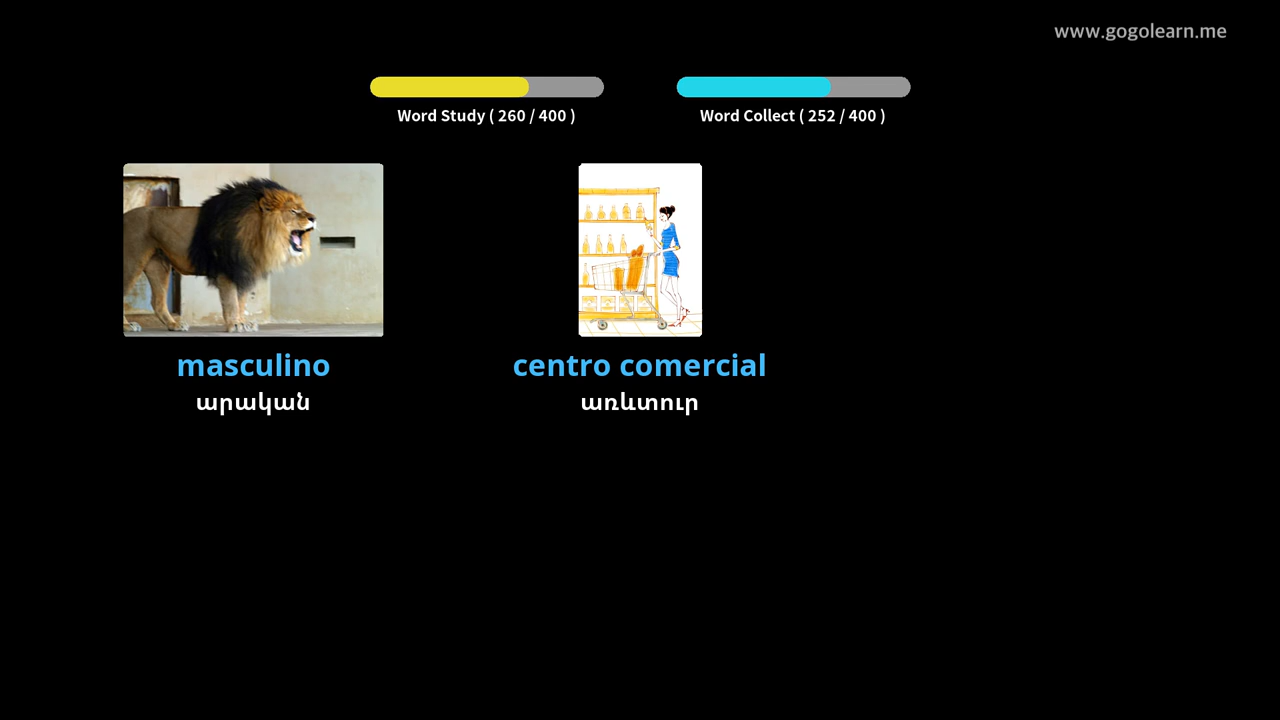 www.gogolearn.me
Word Study ( 260 / 400 )
Word Collect ( 252 / 400 )
masculino
արական
centro comercial
առևտուր